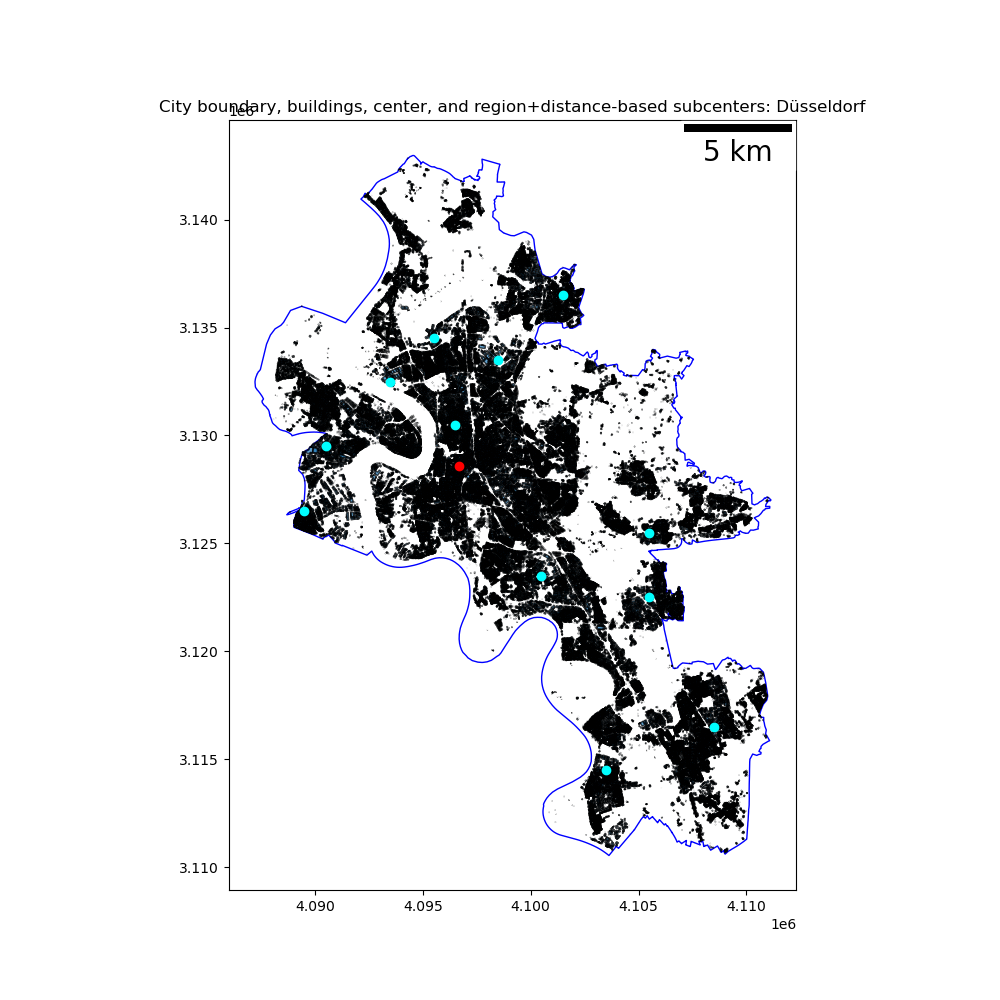 City boundary, buildings, center, and region+distance-based subcenters: Düsseldorf
1e6
5 km
3.140
3.135
3.130
3.125
3.120
3.115
3.110
4.090 4.095 4.100 4.105 4.110
1e6